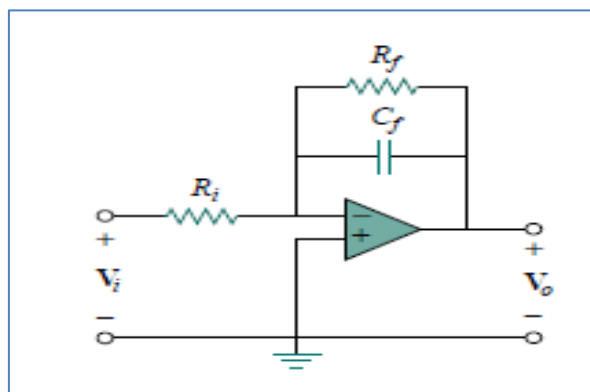 R_f
C_f
R_i
−
+
+
V_i
−
+
V_o
−